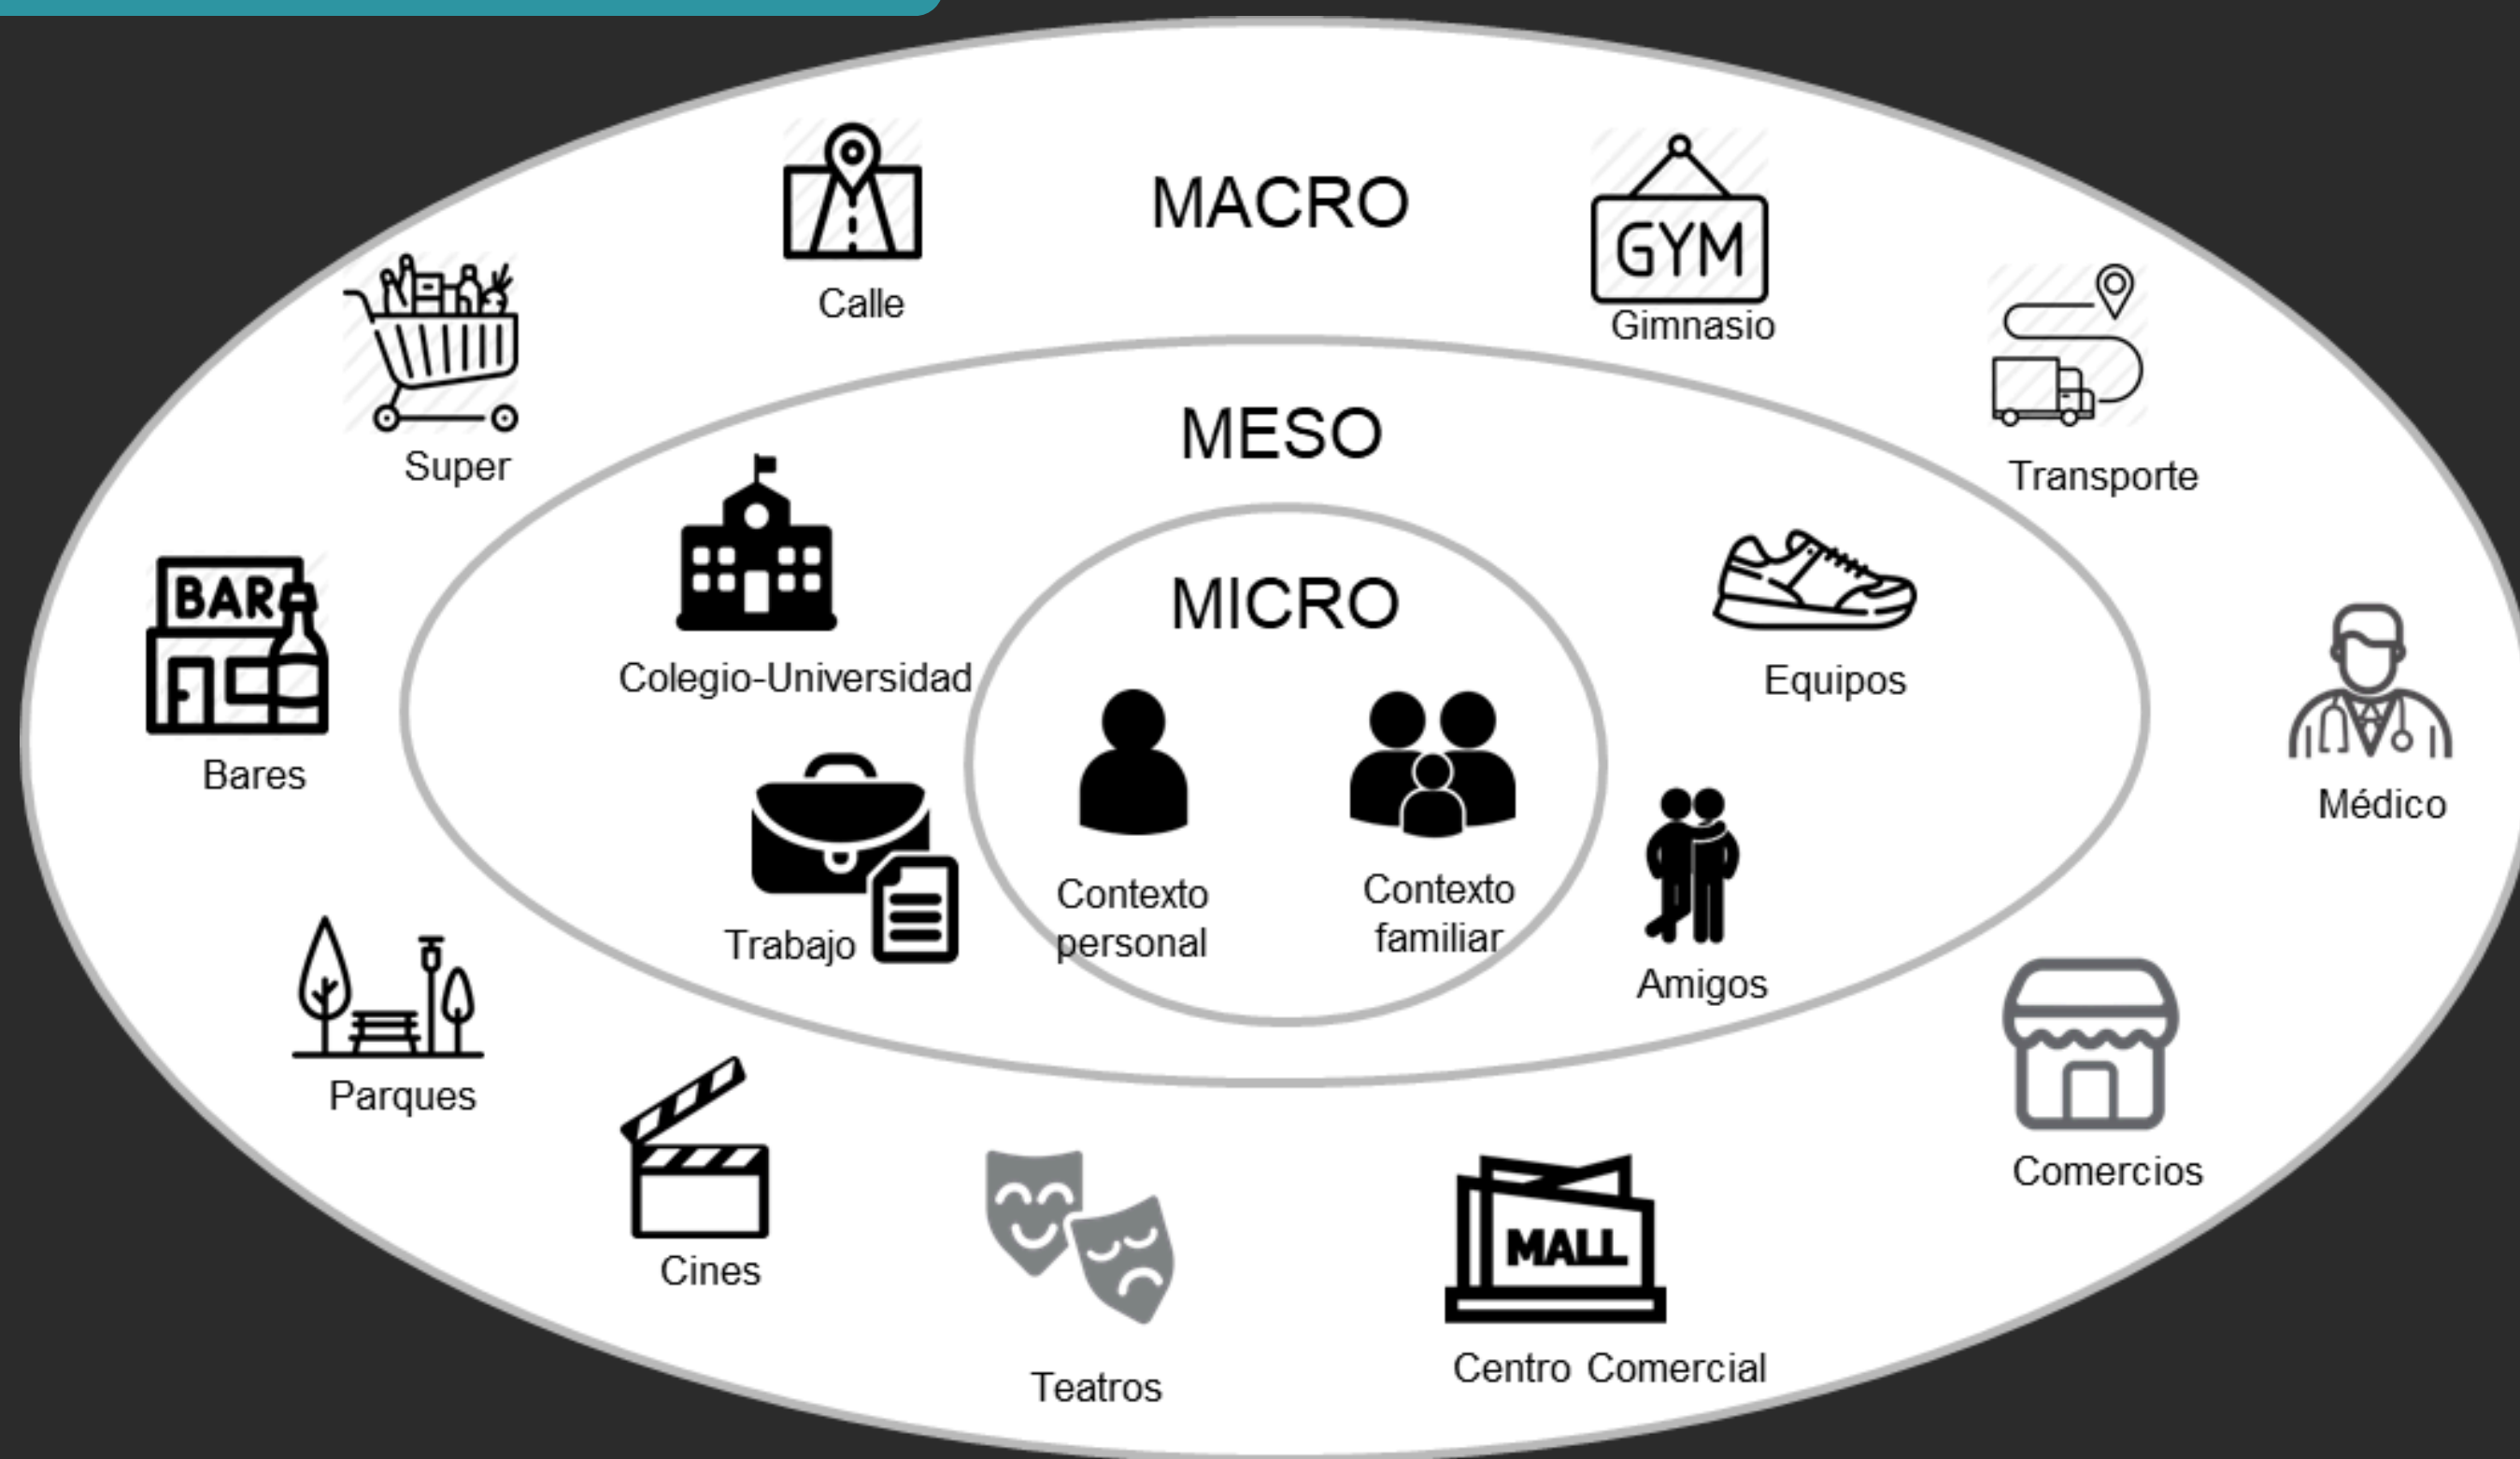 MACRO
Calle
GYM
Gimnasio
Super
Transporte
MESO
BAR
Bares
Colegio-Universidad
MICRO
Equipos
Médico
Trabajo
Contexto
personal
Contexto
familiar
Amigos
Parques
Cines
Comercios
Teatros
MALL
Centro Comercial